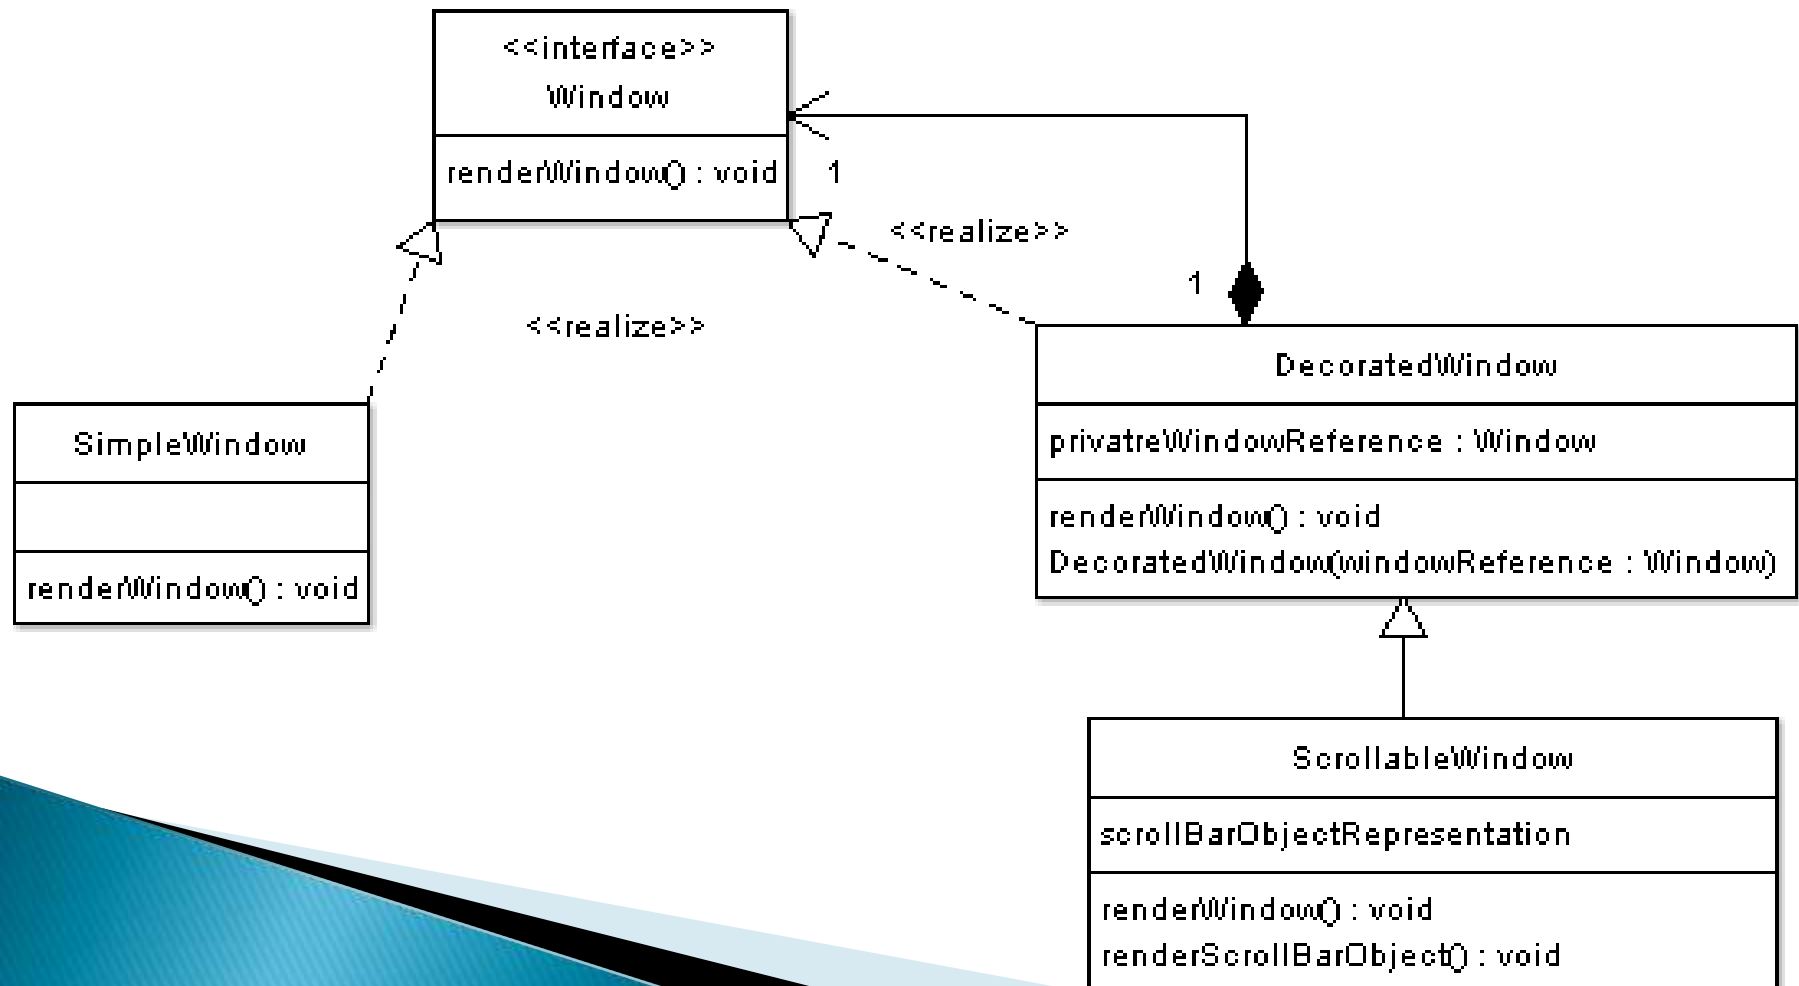 <<interface>>
Window
renderWindow() : void
1
<<realize>>
1
<<realize>>
DecoratedWindow
privatreWindowReference : Window
renderWindow() : void
DecoratedWindow(windowReference : Window)
SimpleWindow
renderWindow() : void
ScrollableWindow
scrollBarObjectRepresentation
renderWindow() : void
renderScrollBarObject() : void